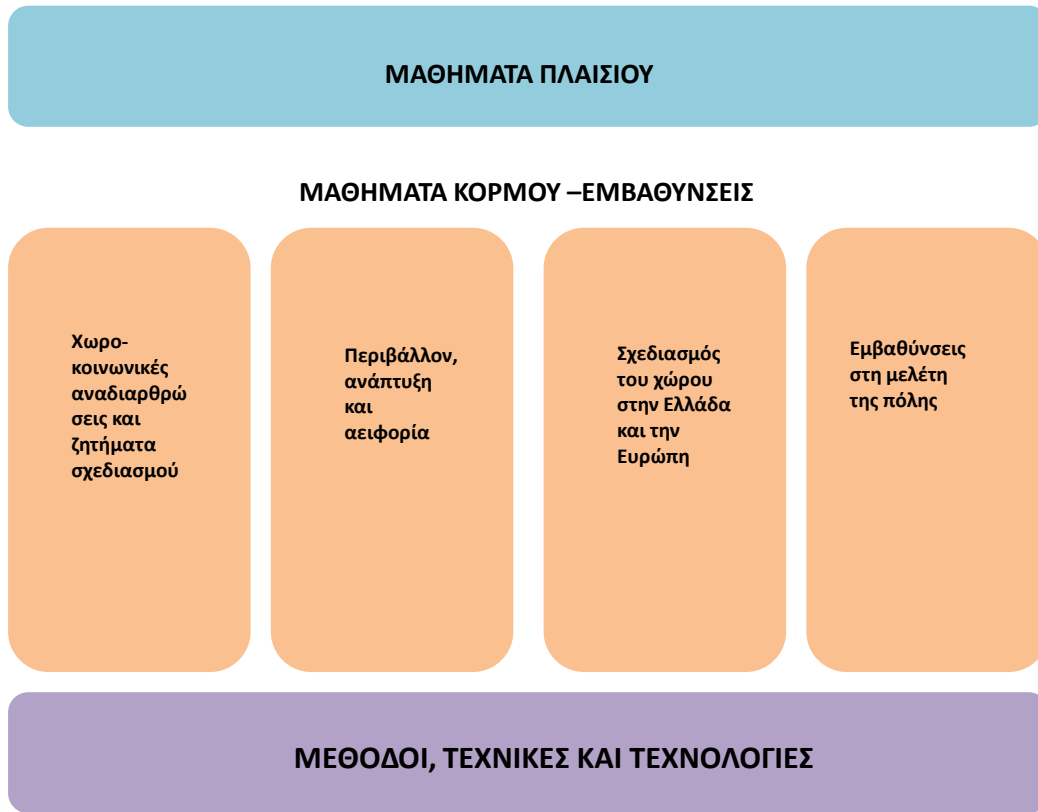 ΜΑΘΗΜΑΤΑ ΠΛΑΙΣΙΟΥ
ΜΑΘΗΜΑΤΑ ΚΟΡΜΟΥ –ΕΜΒΑΘΥΝΣΕΙΣ
Χωρο-
κοινωνικές
αναδιαρθρώ
σεις και
ζητήματα
σχεδιασμού
Περιβάλλον,
ανάπτυξη
και
αειφορία
Σχεδιασμός
του χώρου
στην Ελλάδα
και την
Ευρώπη
Εμβαθύνσεις
στη μελέτη
της πόλης
ΜΕΘΟΔΟΙ, ΤΕΧΝΙΚΕΣ ΚΑΙ ΤΕΧΝΟΛΟΓΙΕΣ